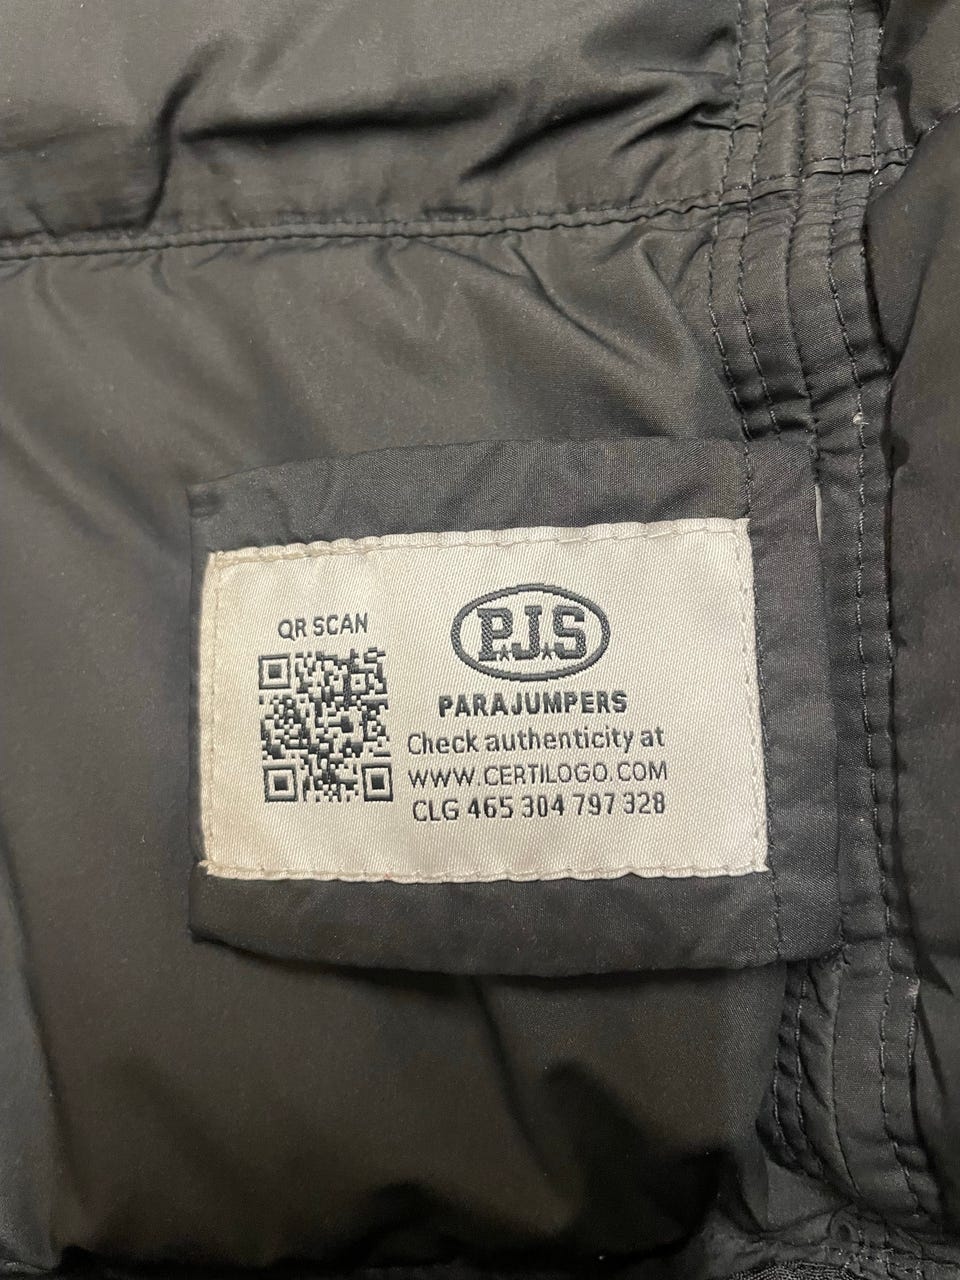 QR SCAN
P.J.S
PARAJUMPERS
Check authenticity at
WWW.CERTILOGO.COM
CLG 465 304 797 328